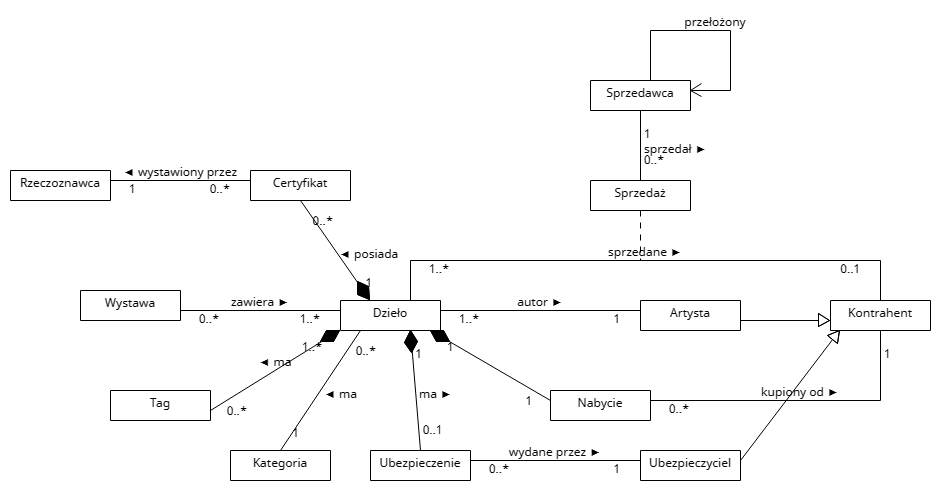 przełożony
Sprzedawca
1
sprzedał ►
0..*
Rzeczoznawca
◄ wystawiony przez
1
0..*
Certyfikat
Sprzedaż
0..*
◄ posiada
1
sprzedane ►
1..*
0..1
Wystawa
zawiera ►
0..*
1..*
Dzieło
autor ►
1..*
1
Artysta
Kontrahent
1..*
◄ ma
0..*
Tag
0..*
◄ ma
1
Kategoria
1
ma ►
0..1
Ubezpieczenie
1
1
Nabycie
kupiony od ►
0..*
1
wydane przez ►
0..*
1
Ubezpieczyciel